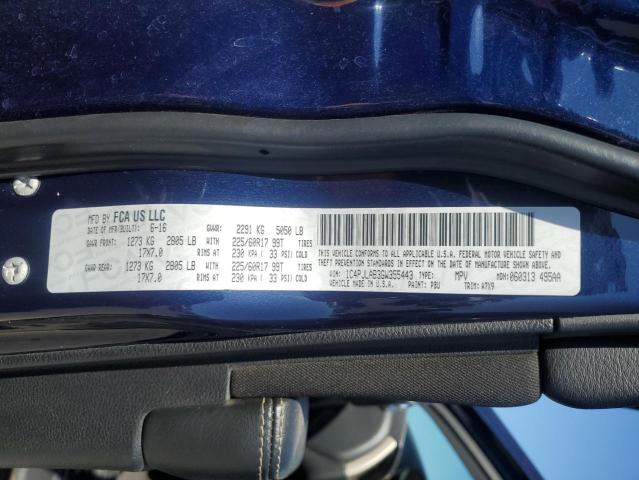 MFD BY FCA US LLC
DATE OF MFR(BUILT): 6-16 GVWR: 2291 KG 5050 LB
GAWR FRONT: 1273 KG 2805 LB WITH 225/60R17 99T TIRES
17X7.0 RIMS AT 230 KPA ( 33 PSI) COLD
GAWR REAR: 1273 KG 2805 LB WITH 225/60R17 99T TIRES
17X7.0 RIMS AT 230 KPA ( 33 PSI) COLD
THIS VEHICLE CONFORMS TO ALL APPLICABLE U.S.A. FEDERAL MOTOR VEHICLE SAFETY AND
THEFT PREVENTION STANDARDS IN EFFECT ON THE DATE OF MANUFACTURE SHOWN ABOVE.
VIN: 1C4PJLAB3GW355443 TYPE: MPV MDH: 060313 495AA
VEHICLE MADE IN U.S.A. PAINT: PBU TRIM: A7X9